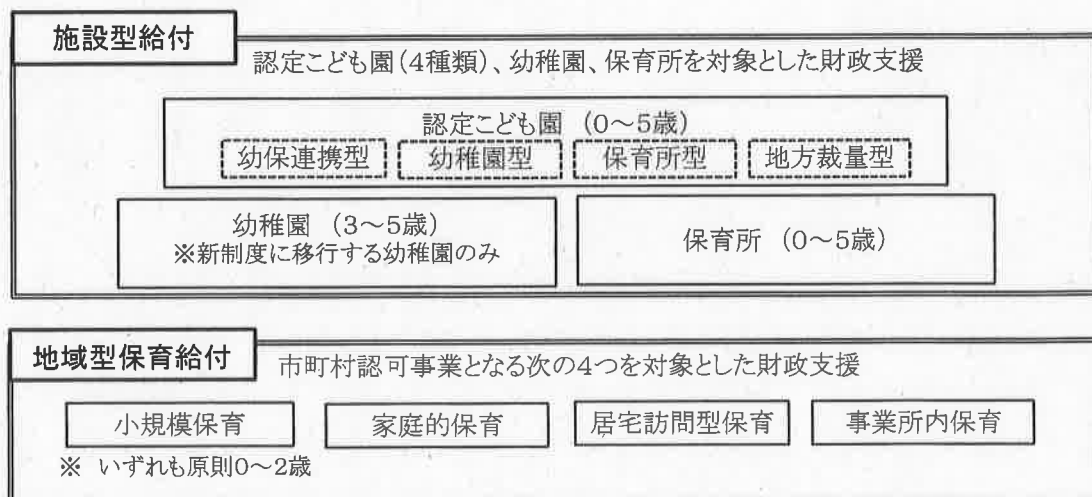 施設型給付
認定こども園(4種類)、幼稚園、保育所を対象とした財政支援
認定こども園 (0~5歳)
幼保連携型 幼稚園型 保育所型 地方裁量型
幼稚園 (3~5歳)
※新制度に移行する幼稚園のみ
保育所 (0~5歳)
地域型保育給付
市町村認可事業となる次の4つを対象とした財政支援
小規模保育 家庭的保育 居宅訪問型保育 事業所内保育
※ いずれも原則0~2歳